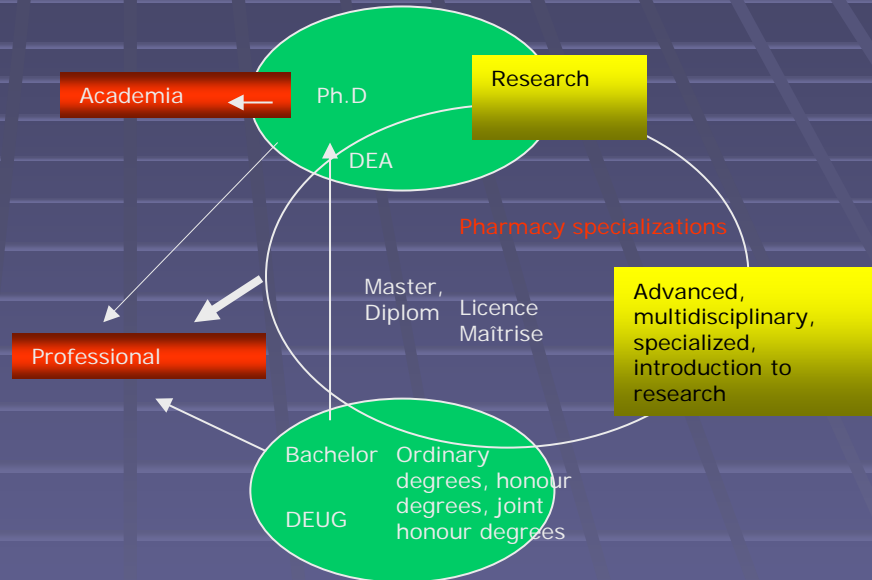 Research
Academia
Ph.D
DEA
Pharmacy specializations
Master,
Diplom
Licence
Maîtrise
Advanced,
multidisciplinary,
specialized,
introduction to
research
Professional
Bachelor
DEUG
Ordinary
degrees, honour
degrees, joint
honour degrees